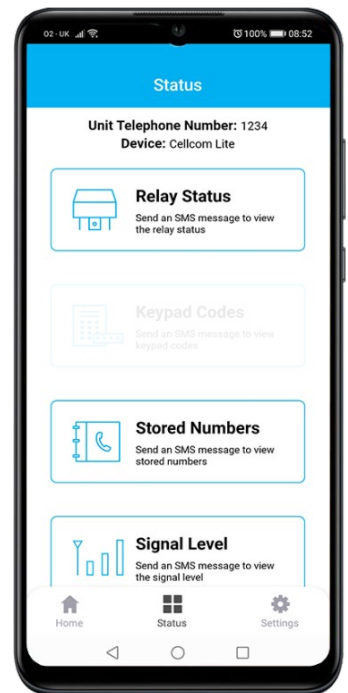 O2-UK 100% 08:52
Status
Unit Telephone Number: 1234
Device: Cellcom Lite
Relay Status
Send an SMS message to view
the relay status
Keypad Codes
Send an SMS message to view
keypad codes
Stored Numbers
Send an SMS message to view
stored numbers
Signal Level
Send an SMS message to view
the signal level
Home Status Settings